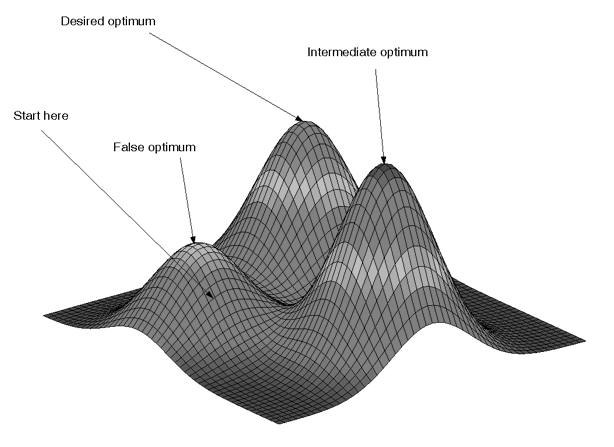 Desired optimum
Intermediate optimum
Start here
False optimum